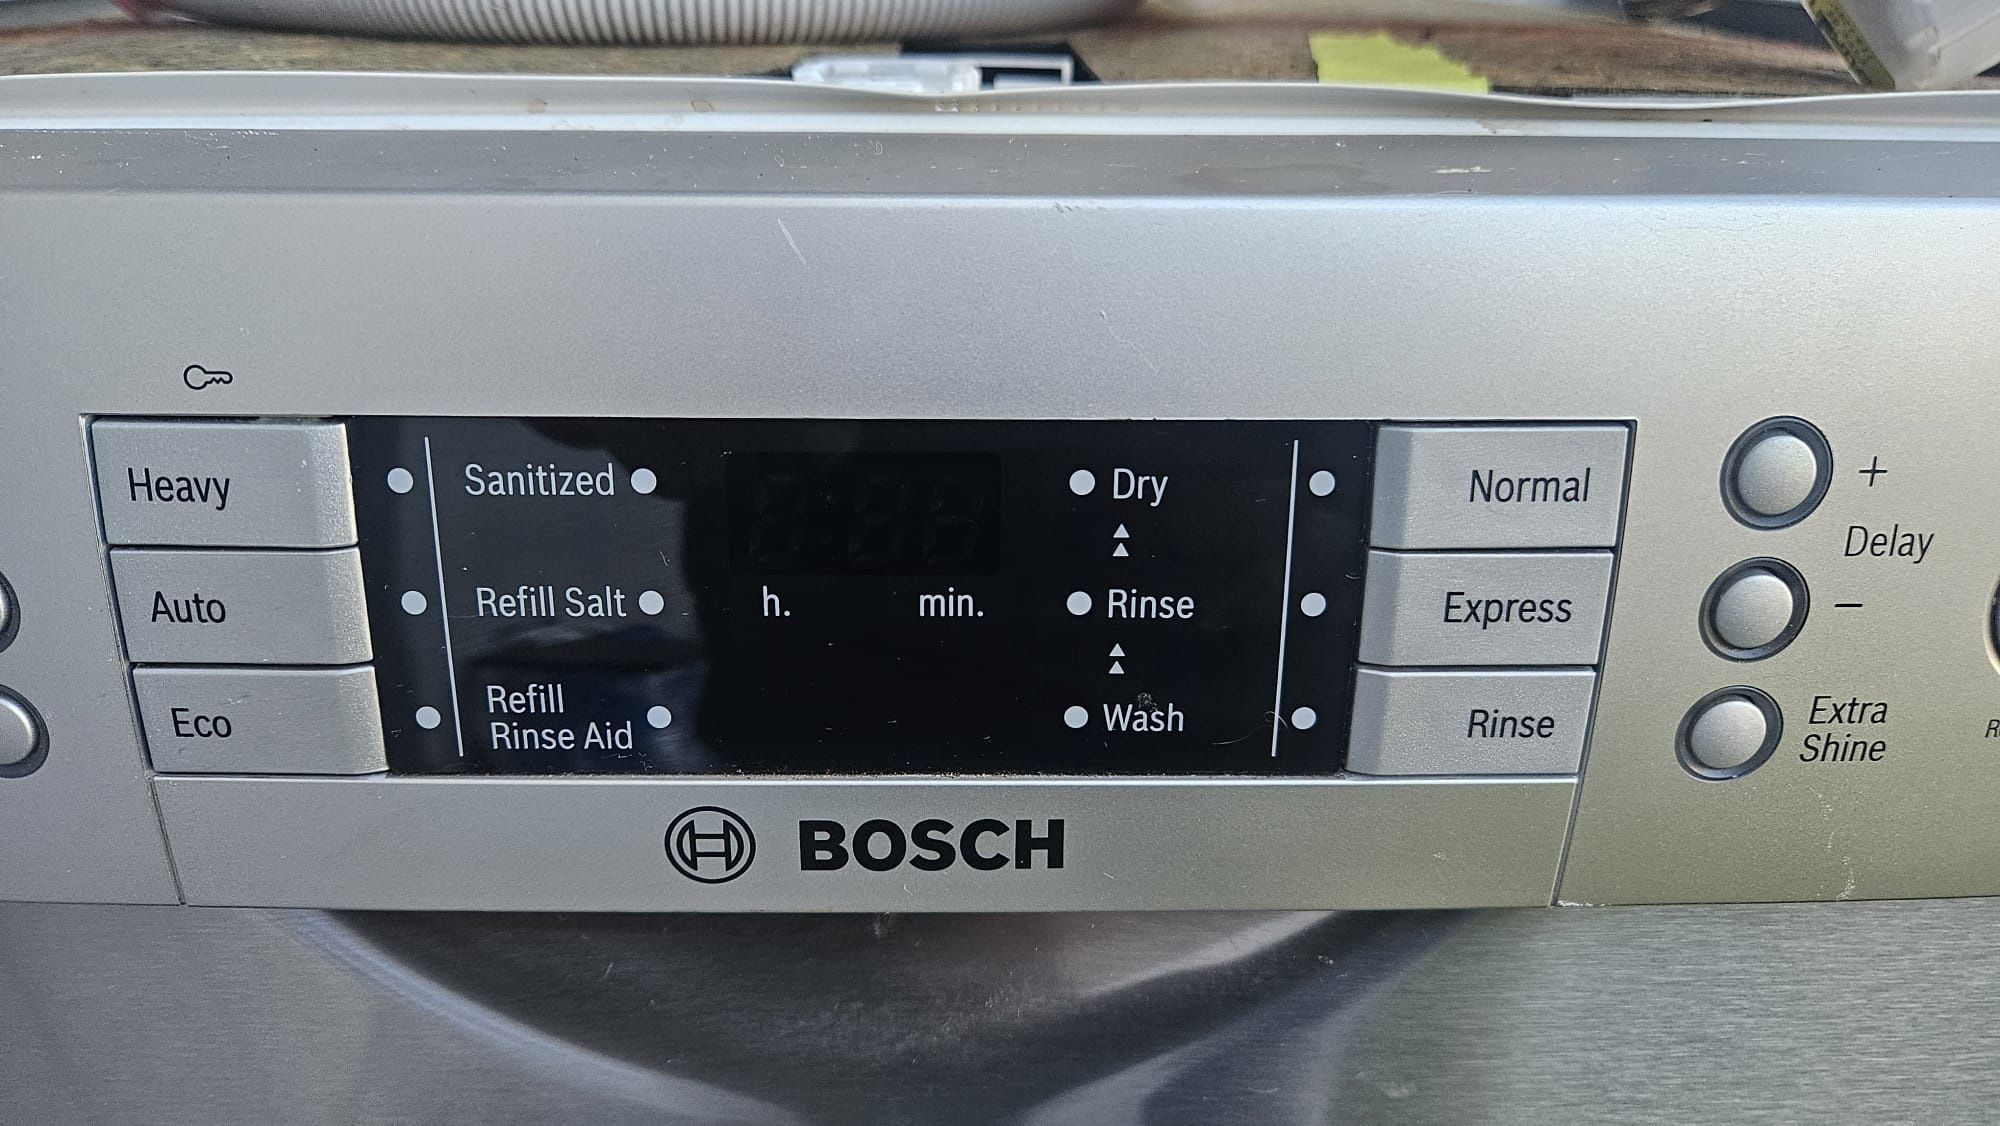 Heavy
Auto
Eco
Sanitized
Refill Salt
Refill
Rinse Aid
h. min.
Dry
Rinse
Wash
Normal
Express
Rinse
+
Delay
−
Extra
Shine
BOSCH